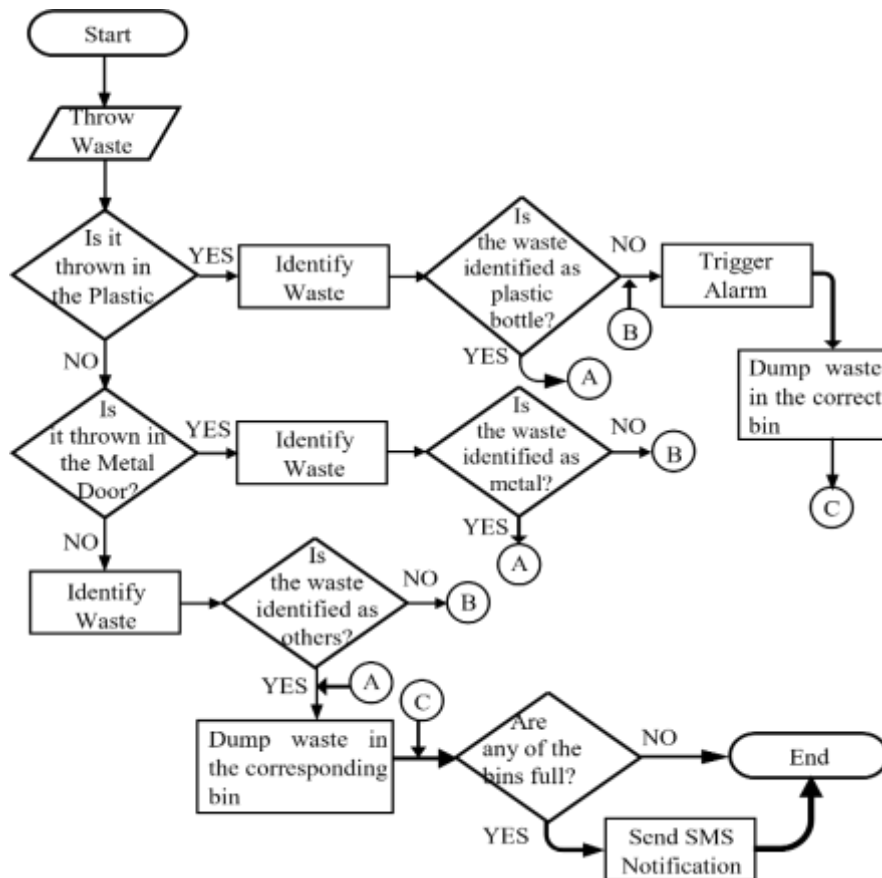 Start
Throw
Waste
Is it
thrown in
the Plastic
YES
Identify
Waste
Is
the waste
identified as
plastic
bottle?
NO
B
Trigger
Alarm
YES
A
Dump waste
in the correct
bin
C
NO
Is
it thrown in
the Metal
Door?
YES
Identify
Waste
Is
the waste
identified as
metal?
NO
B
YES
A
NO
Identify
Waste
Is
the waste
identified as
others?
NO
B
YES
A
Dump waste in
the corresponding
bin
C
Are
any of the
bins full?
NO
End
YES
Send SMS
Notification